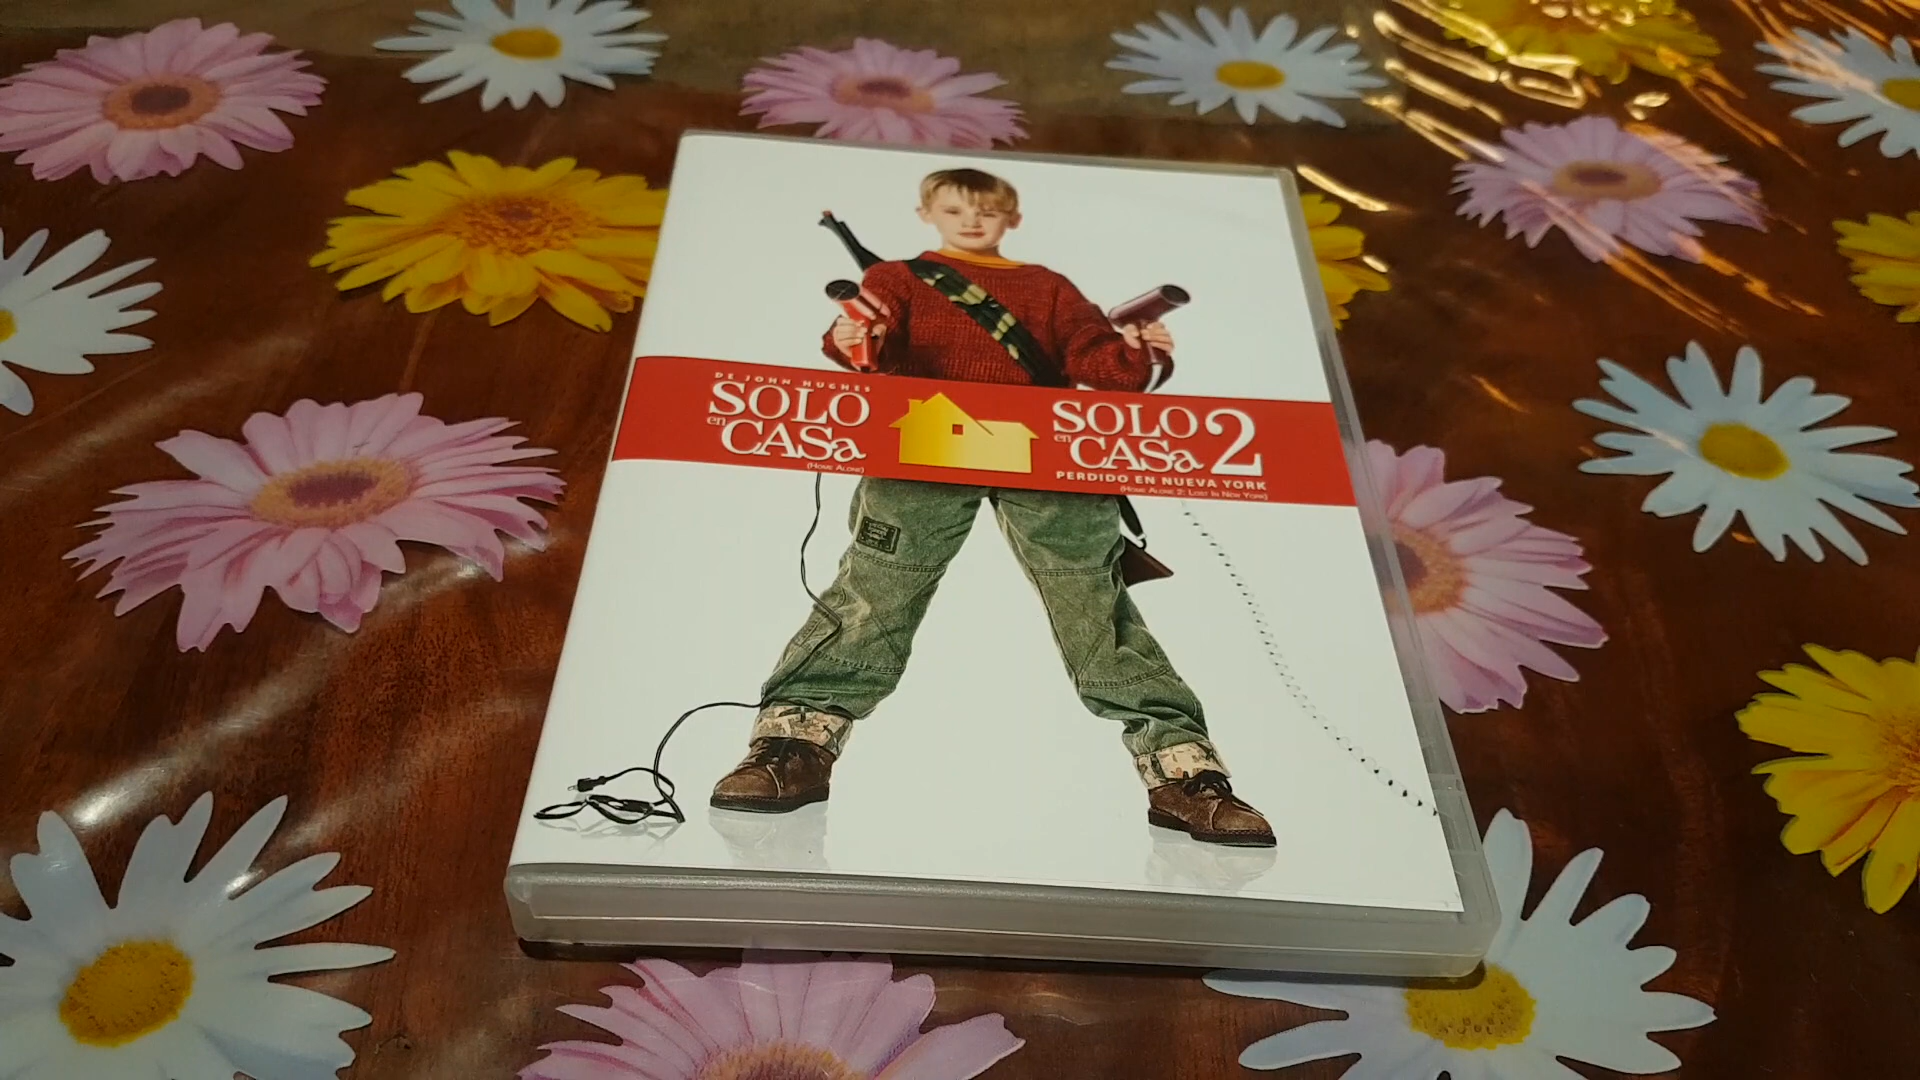 DE JOHN HUGHES
SOLO
en
CASa
(HOME ALONE)
SOLO
en
CASa 2
PERDIDO EN NUEVA YORK
(HOME ALONE 2: LOST IN NEW YORK)